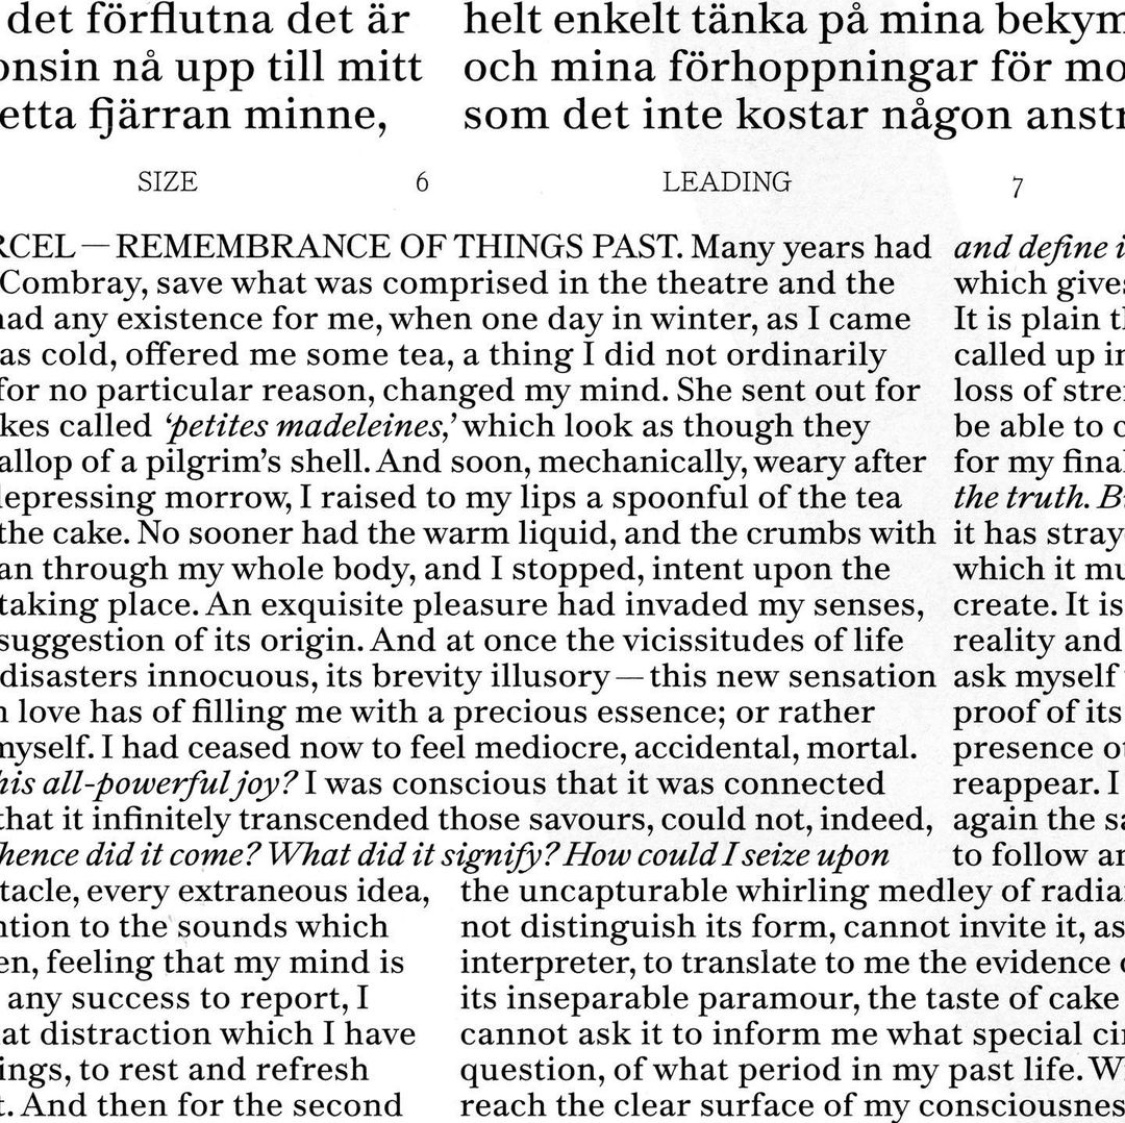 det förflutna det är
onsin nå upp till mitt
etta fjärran minne,
helt enkelt tänka på mina bekym
och mina förhoppningar för mo
som det inte kostar någon anstr
SIZE 6 LEADING 7
RCEL — REMEMBRANCE OF THINGS PAST. Many years had
Combray, save what was comprised in the theatre and the
had any existence for me, when one day in winter, as I came
as cold, offered me some tea, a thing I did not ordinarily
for no particular reason, changed my mind. She sent out for
kes called ‘petites madeleines,’ which look as though they
allop of a pilgrim’s shell. And soon, mechanically, weary after
depressing morrow, I raised to my lips a spoonful of the tea
the cake. No sooner had the warm liquid, and the crumbs with
an through my whole body, and I stopped, intent upon the
taking place. An exquisite pleasure had invaded my senses,
suggestion of its origin. And at once the vicissitudes of life
disasters innocuous, its brevity illusory — this new sensation
h love has of filling me with a precious essence; or rather
myself. I had ceased now to feel mediocre, accidental, mortal.
his all-powerful joy? I was conscious that it was connected
that it infinitely transcended those savours, could not, indeed,
hence did it come? What did it signify? How could I seize upon
and define i
which gives
It is plain th
called up in
loss of stren
be able to c
for my final
the truth. Bu
it has stray
which it mu
create. It is
reality and
ask myself
proof of its
presence ot
reappear. I
again the sa
to follow an
tacle, every extraneous idea,
ntion to the sounds which
en, feeling that my mind is
any success to report, I
at distraction which I have
ings, to rest and refresh
t. And then for the second
the uncapturable whirling medley of radia
not distinguish its form, cannot invite it, as
interpreter, to translate to me the evidence o
its inseparable paramour, the taste of cake
cannot ask it to inform me what special cir
question, of what period in my past life. W
reach the clear surface of my consciousnes